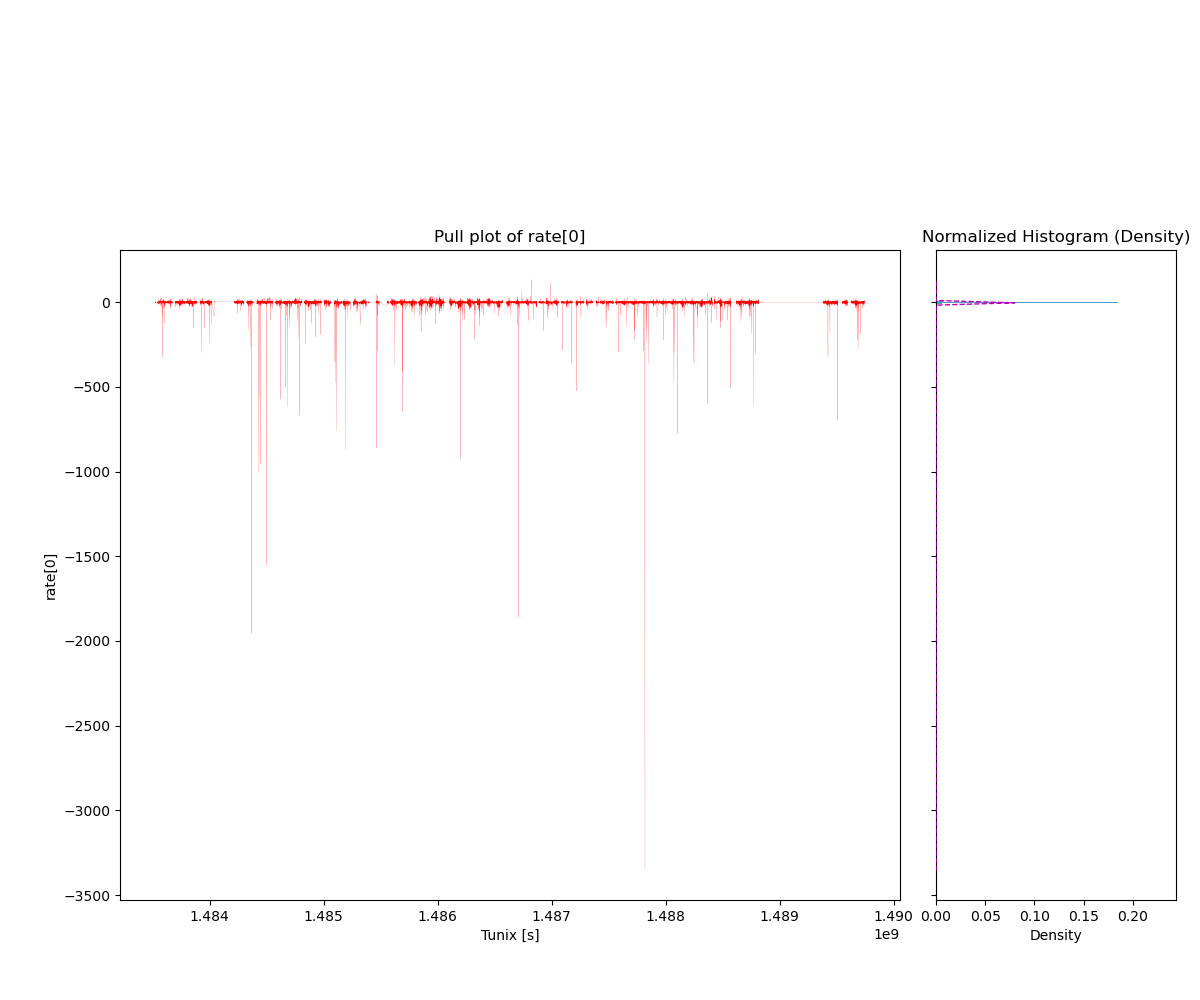 Pull plot of rate[0]
Normalized Histogram (Density)
rate[0]
0
−500
−1000
−1500
−2000
−2500
−3000
−3500
1.484 1.485 1.486 1.487 1.488 1.489 1.490
1e9
Tunix [s]
0.00 0.05 0.10 0.15 0.20
Density